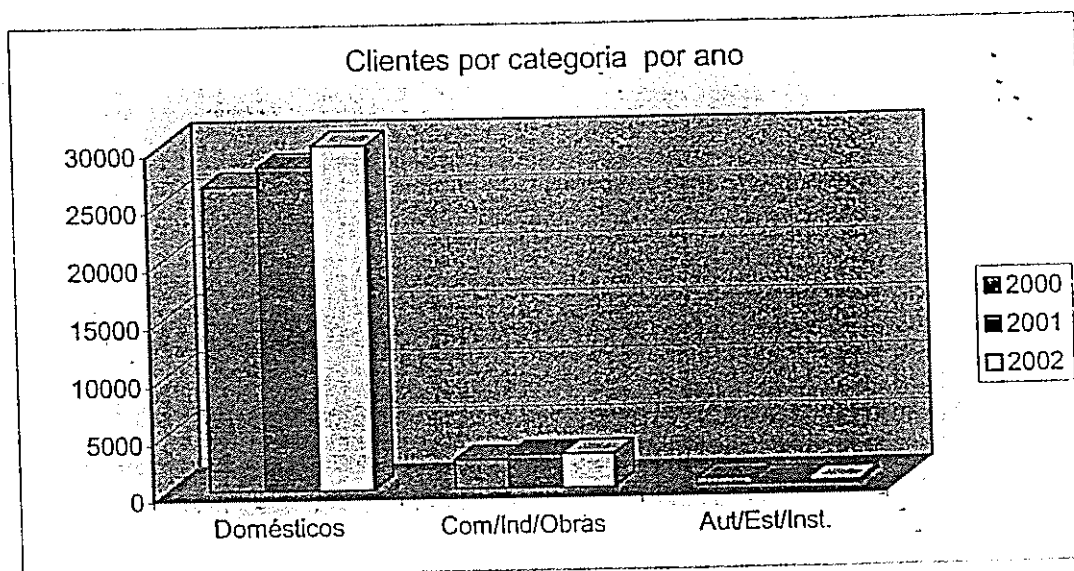 Clientes por categoria por ano
30000
25000
20000
15000
10000
5000
0
Domésticos
Com/Ind/Obras
Aut/Est/Inst.
2000
2001
2002